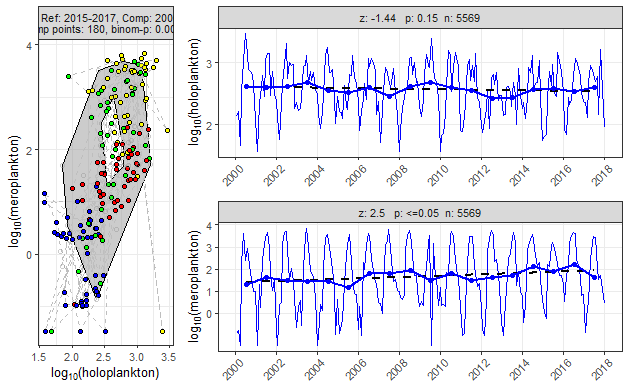 Ref: 2015-2017, Comp: 200
np points: 180, binom-p: 0.00
4
2
0
1.5 2.0 2.5 3.0 3.5
log10(holoplankton)
log10(meroplankton)
z: -1.44 p: 0.15 n: 5569
3
2
log10(holoplankton)
2000 2002 2004 2006 2008 2010 2012 2014 2016 2018
z: 2.5 p: <=0.05 n: 5569
4
3
2
1
0
log10(meroplankton)
2000 2002 2004 2006 2008 2010 2012 2014 2016 2018